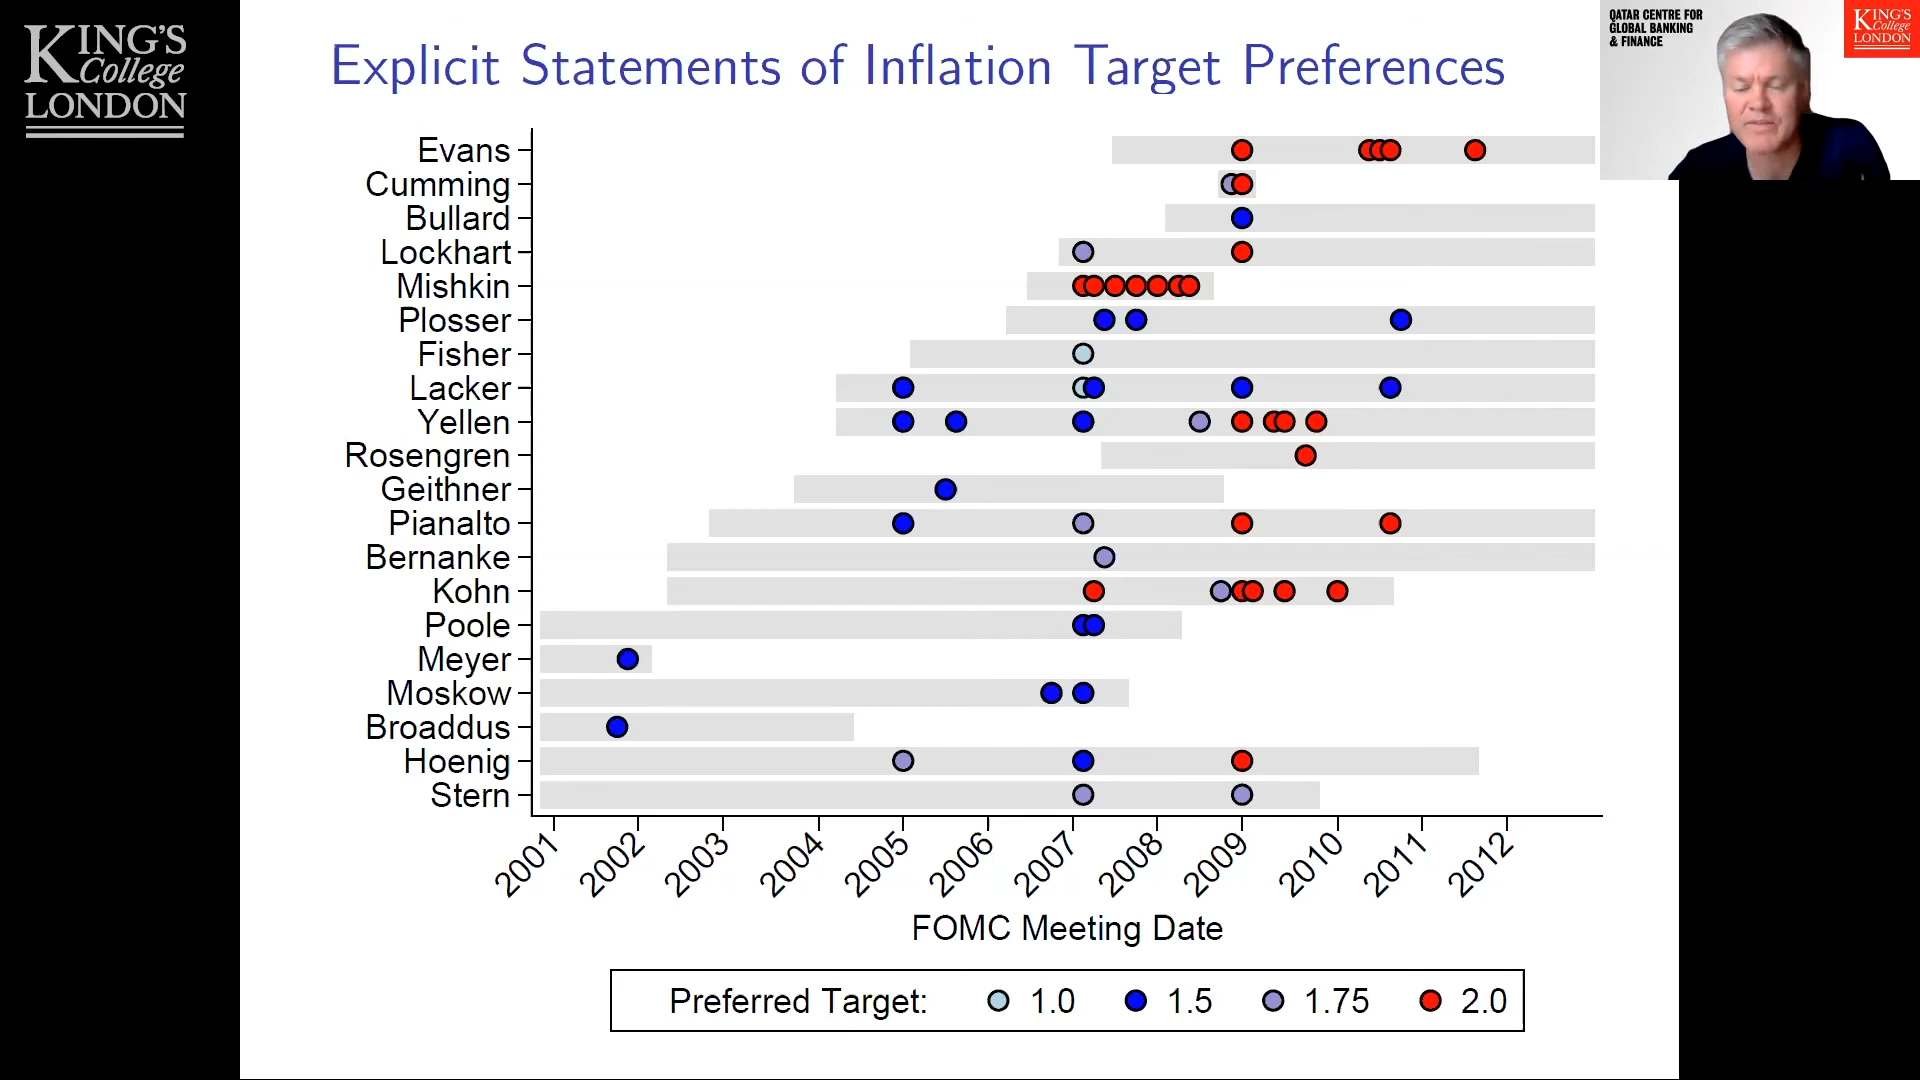 KING'S
College
LONDON
Explicit Statements of Inflation Target Preferences
QATAR CENTRE FOR
GLOBAL BANKING
& FINANCE
KING'S
College
LONDON
Evans
Cumming
Bullard
Lockhart
Mishkin
Plosser
Fisher
Lacker
Yellen
Rosengren
Geithner
Pianalto
Bernanke
Kohn
Poole
Meyer
Moskow
Broaddus
Hoenig
Stern
2001 2002 2003 2004 2005 2006 2007 2008 2009 2010 2011 2012
FOMC Meeting Date
Preferred Target: 1.0 1.5 1.75 2.0